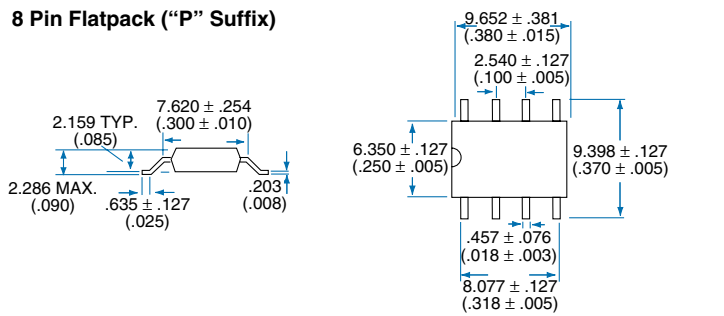 8 Pin Flatpack (“P” Suffix)
7.620 ± .254
(.300 ± .010)
2.159 TYP.
(.085)
2.286 MAX.
(.090)
.635 ± .127
(.025)
.203
(.008)
9.652 ± .381
(.380 ± .015)
2.540 ± .127
(.100 ± .005)
6.350 ± .127
(.250 ± .005)
9.398 ± .127
(.370 ± .005)
.457 ± .076
(.018 ± .003)
8.077 ± .127
(.318 ± .005)